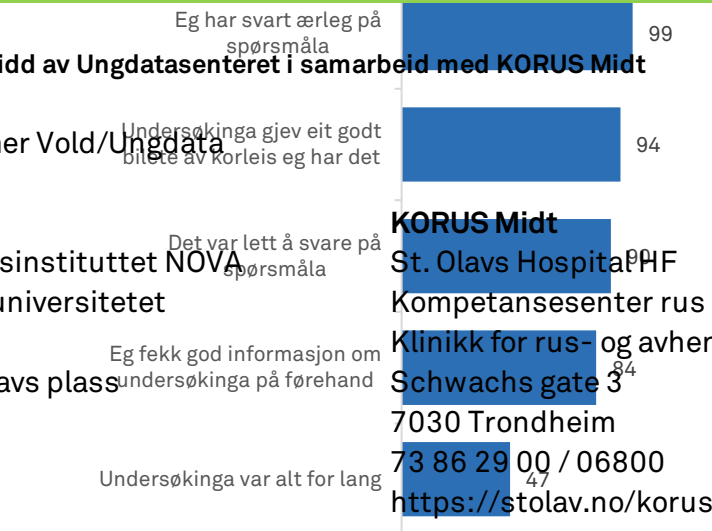 Eg har svart ærleg på
spørsmåla
99
idd av Ungdatasenteret i samarbeid med KORUS Midt
Undersøkinga gjev eit godt
bilete av korleis eg har det
94
ner Vold/Ungdata
Det var lett å svare på
spørsmåla
90
KORUS Midt
sinstituttet NOVA
St. Olavs Hospital HF
universitetet
Kompetansesenter rus
Klinikk for rus- og avhen
Eg fekk god informasjon om
undersøkinga på førehand
84
avs plass
Schwachs gate 3
7030 Trondheim
Undersøkinga var alt for lang
47
73 86 29 00 / 06800
https://stolav.no/korus